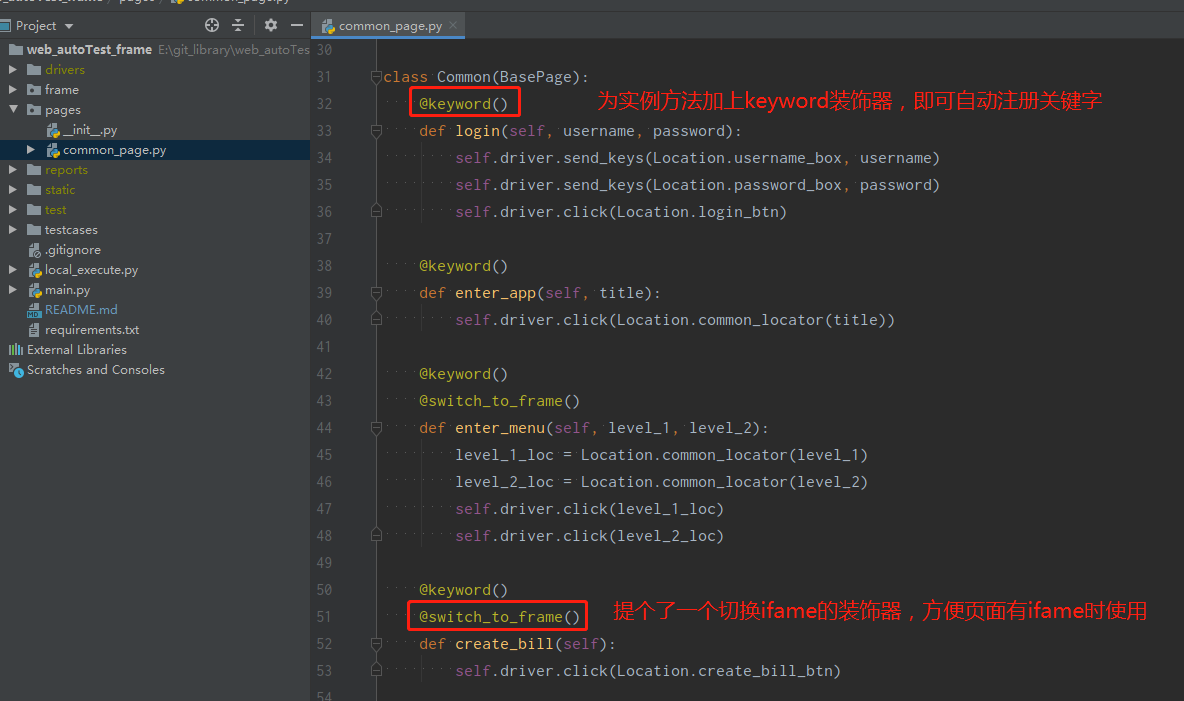 Project
common_page.py
web_autoTest_frame E:\git_library\web_autoTes
drivers
frame
pages
__init__.py
common_page.py
reports
static
test
testcases
.gitignore
local_execute.py
main.py
README.md
requirements.txt
External Libraries
Scratches and Consoles
30
31 class Common(BasePage):
32 @keyword() 为实例方法加上keyword装饰器，即可自动注册关键字
33 def login(self, username, password):
34 self.driver.send_keys(Location.username_box, username)
35 self.driver.send_keys(Location.password_box, password)
36 self.driver.click(Location.login_btn)
37
38 @keyword()
39 def enter_app(self, title):
40 self.driver.click(Location.common_locator(title))
41
42 @keyword()
43 @switch_to_frame()
44 def enter_menu(self, level_1, level_2):
45 level_1_loc = Location.common_locator(level_1)
46 level_2_loc = Location.common_locator(level_2)
47 self.driver.click(level_1_loc)
48 self.driver.click(level_2_loc)
49
50 @keyword()
51 @switch_to_frame() 提个了一个切换ifame的装饰器，方便页面有ifame时使用
52 def create_bill(self):
53 self.driver.click(Location.create_bill_btn)
54